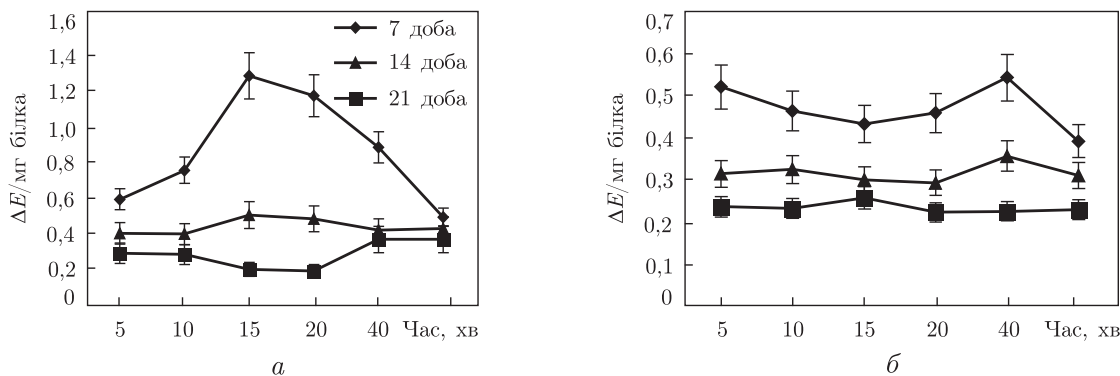 1,6
1,4
1,2
1,0
0,8
0,6
0,4
0,2
0
ΔE/мг білка
7 доба
14 доба
21 доба
5 10 15 20 40 Час, хв
а
0,7
0,6
0,5
0,4
0,3
0,2
0,1
0
ΔE/мг білка
5 10 15 20 40 Час, хв
б